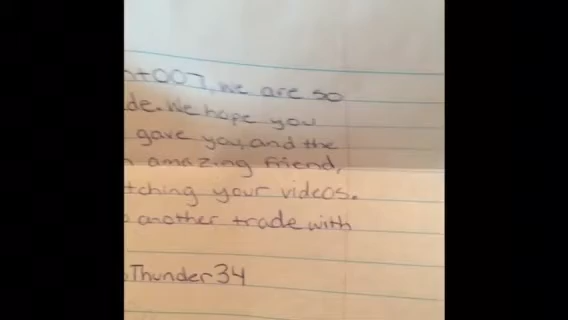 nt007, we are so
de. We hope you
gave you, and the
n amazing friend,
tching your videos.
o another trade with
Thunder34